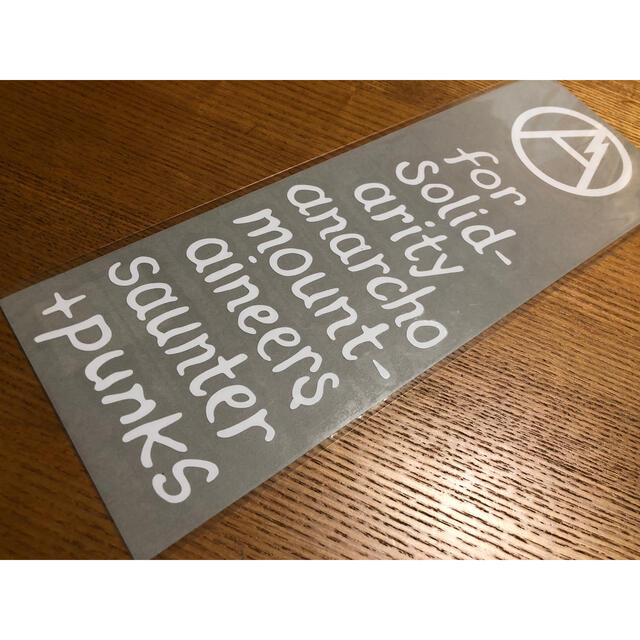 for
Solid-
arity
anarcho
mount-
aineers
saunter
+punks